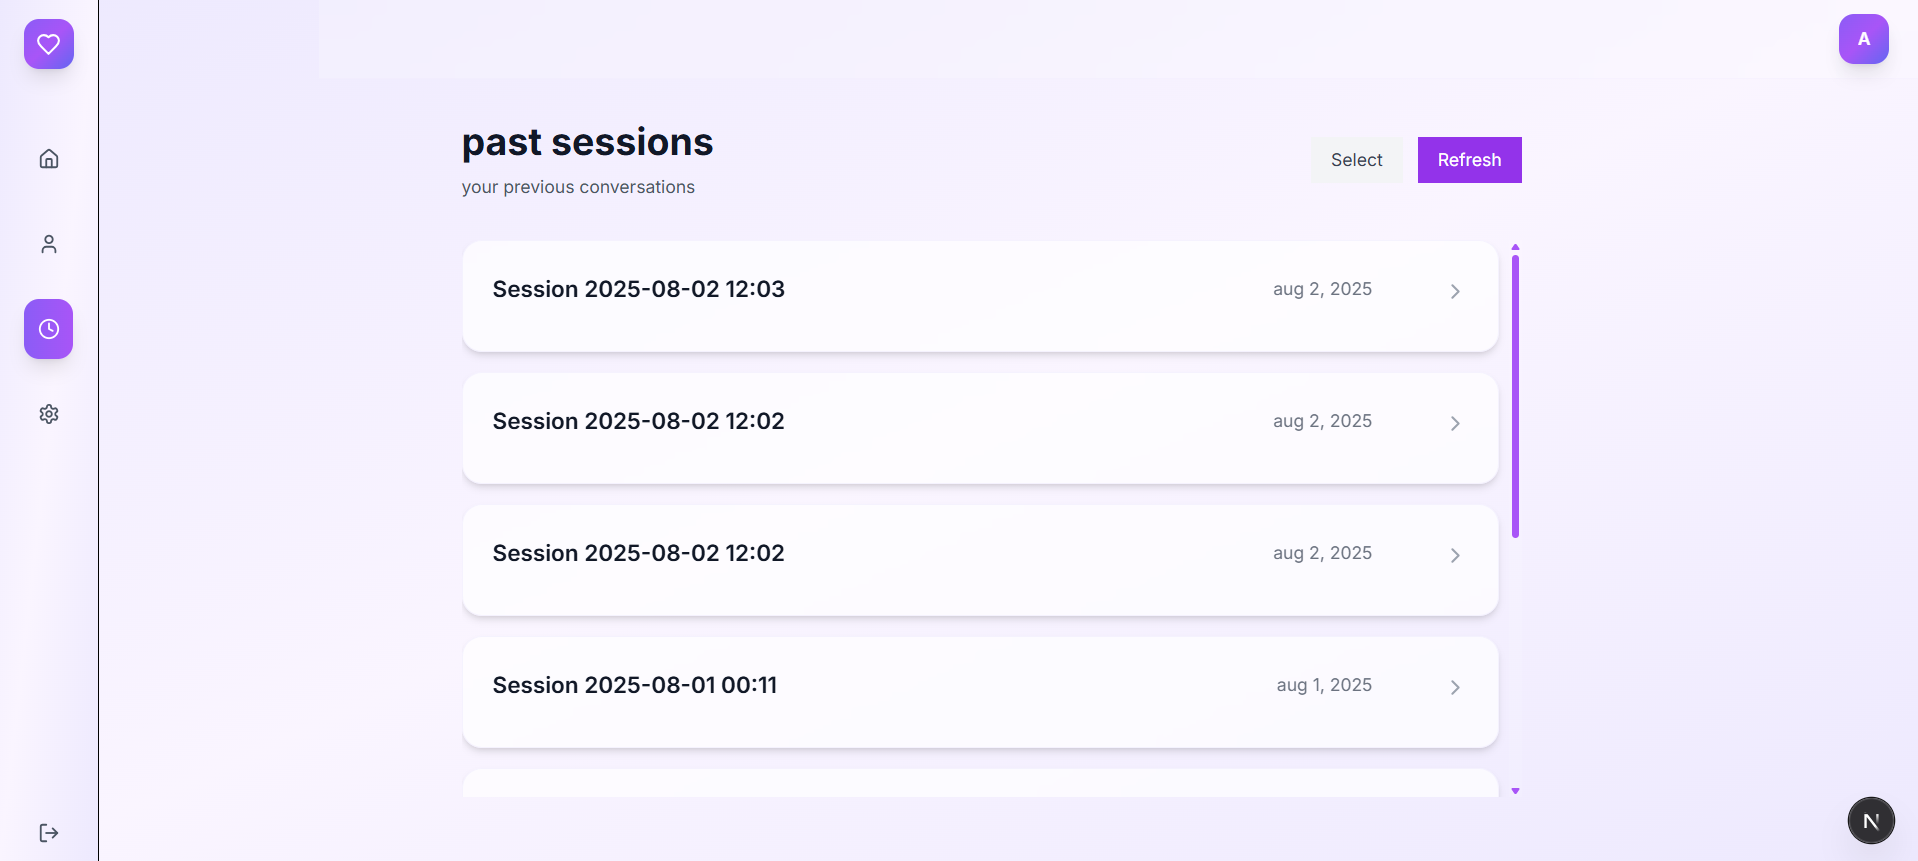 A
past sessions
your previous conversations
Select
Refresh
Session 2025-08-02 12:03
aug 2, 2025
Session 2025-08-02 12:02
aug 2, 2025
Session 2025-08-02 12:02
aug 2, 2025
Session 2025-08-01 00:11
aug 1, 2025
N